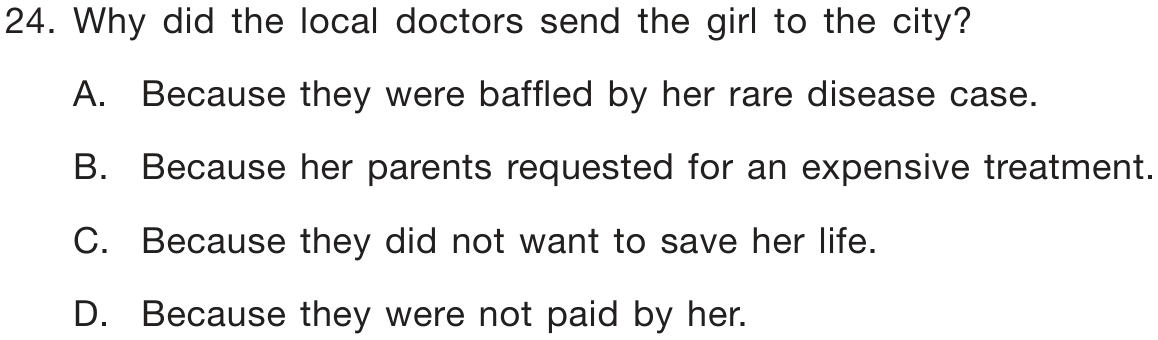 24. Why did the local doctors send the girl to the city?
A. Because they were baffled by her rare disease case.
B. Because her parents requested for an expensive treatment.
C. Because they did not want to save her life.
D. Because they were not paid by her.